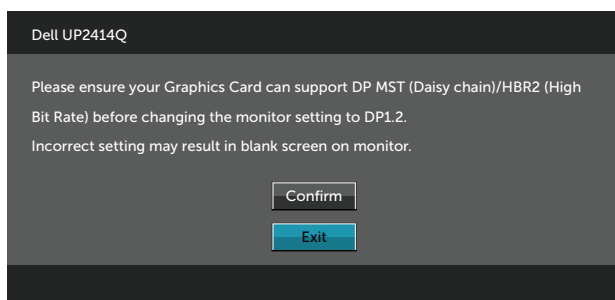 Dell UP2414Q
Please ensure your Graphics Card can support DP MST (Daisy chain)/HBR2 (High
Bit Rate) before changing the monitor setting to DP1.2.
Incorrect setting may result in blank screen on monitor.
Confirm
Exit